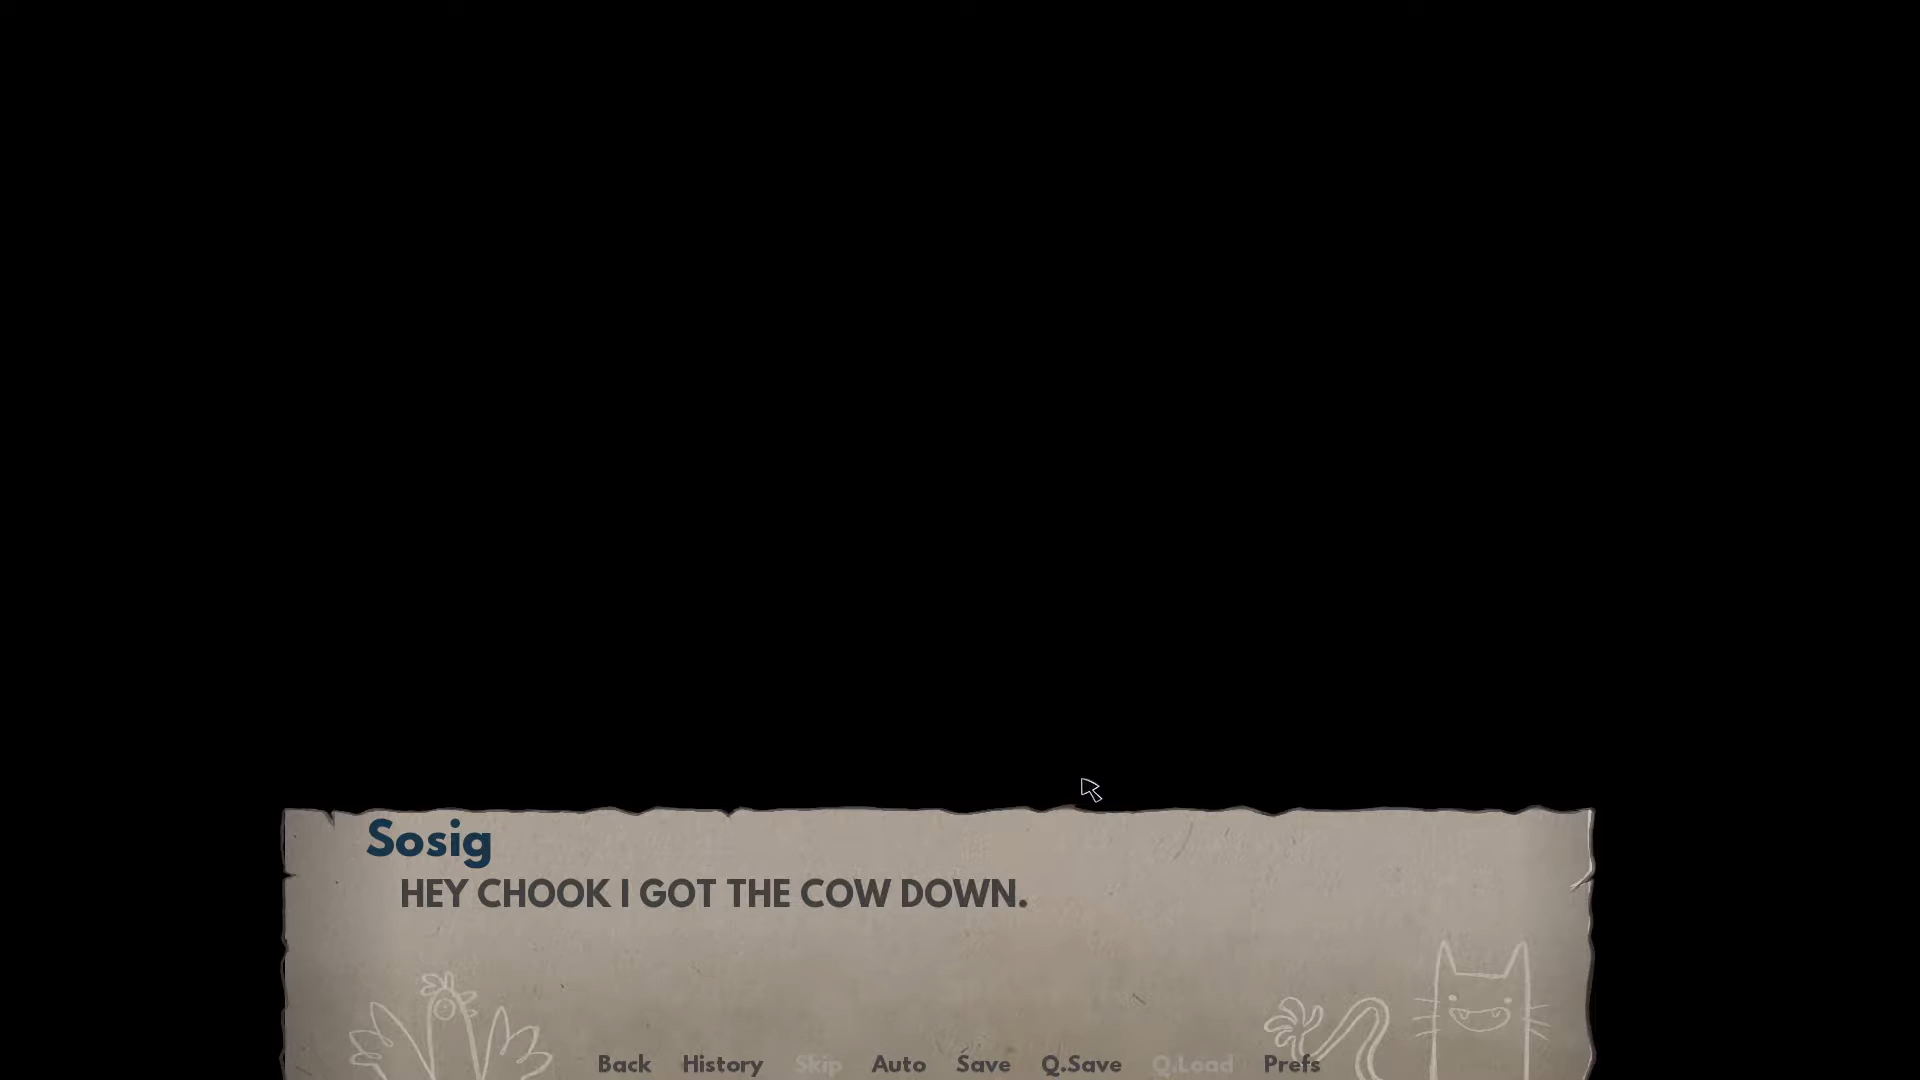 Sosig
HEY CHOOK I GOT THE COW DOWN.
Back History Skip Auto Save Q.Save Q.Load Prefs